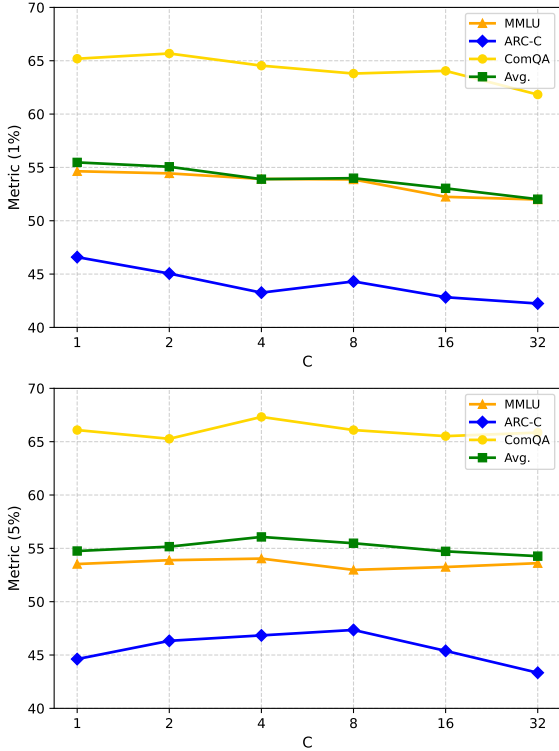 70
65
60
55
50
45
40
Metric (1%)
1 2 4 8 16 32
C
MMLU
ARC-C
ComQA
Avg.
70
65
60
55
50
45
40
Metric (5%)
1 2 4 8 16 32
C
MMLU
ARC-C
ComQA
Avg.